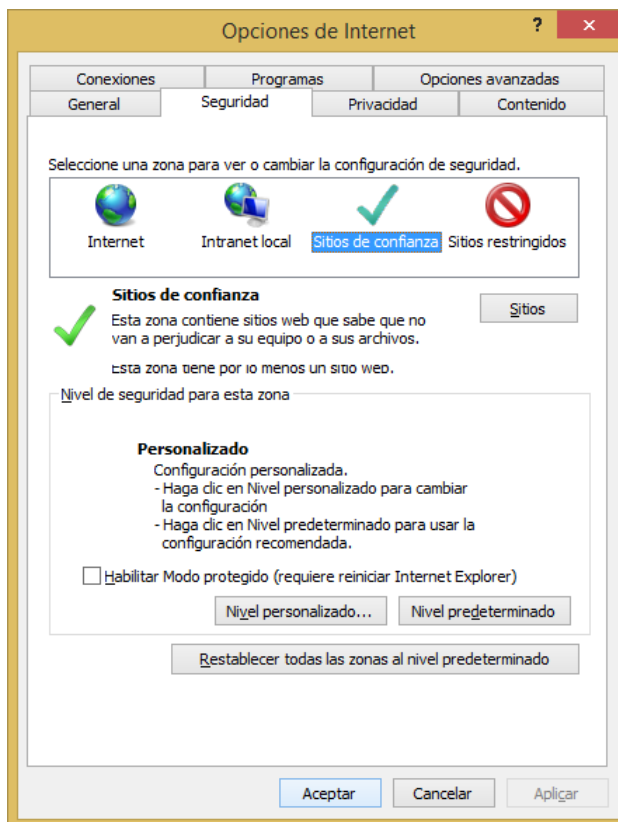 Opciones de Internet
?
Conexiones Programas Opciones avanzadas
General Seguridad Privacidad Contenido
Seleccione una zona para ver o cambiar la configuración de seguridad.
Internet Intranet local Sitios de confianza Sitios restringidos
Sitios de confianza
Sitios
Esta zona contiene sitios web que sabe que no
van a perjudicar a su equipo o a sus archivos.
Esta zona tiene por lo menos un sitio web.
Nivel de seguridad para esta zona
Personalizado
Configuración personalizada.
- Haga clic en Nivel personalizado para cambiar
la configuración
- Haga clic en Nivel predeterminado para usar la
configuración recomendada.
Habilitar Modo protegido (requiere reiniciar Internet Explorer)
Nivel personalizado... Nivel predeterminado
Restablecer todas las zonas al nivel predeterminado
Aceptar Cancelar Aplicar